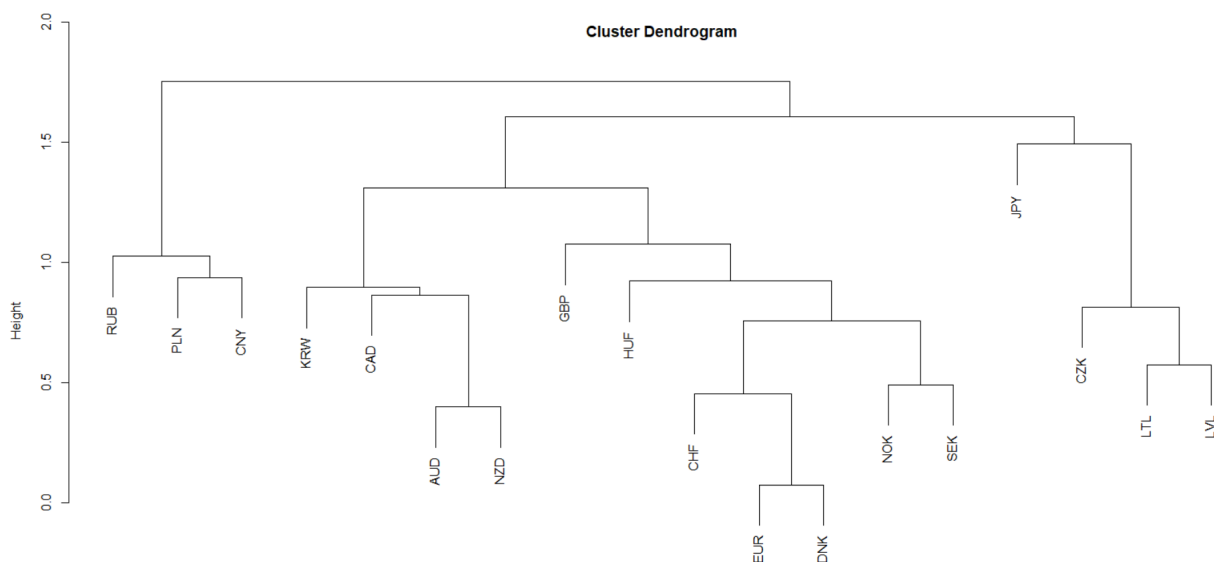 Cluster Dendrogram
Height
2.0
1.5
1.0
0.5
0.0
RUB
PLN
CNY
KRW
CAD
AUD
NZD
GBP
HUF
CHF
EUR
DNK
NOK
SEK
JPY
CZK
LTL
LVL